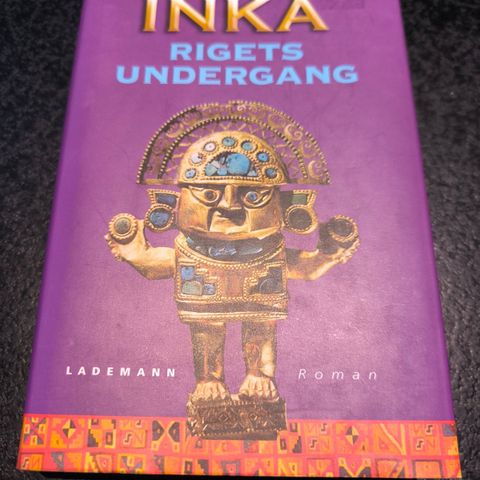 INKA
RIGETS
UNDERGANG
LADEMANN
Roman